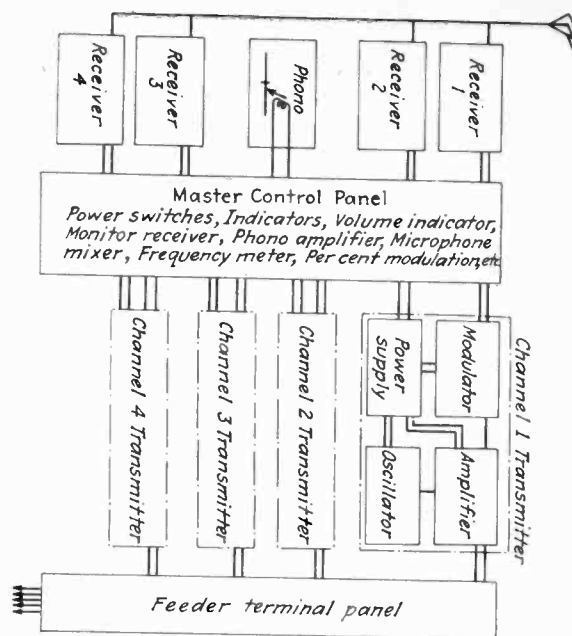 Receiver
4
Receiver
3
Phono
Receiver
2
Receiver
1
Master Control Panel
Power switches, Indicators, Volume indicator,
Monitor receiver, Phono amplifier, Microphone
mixer, Frequency meter, Per cent modulation, etc.
Channel 4 Transmitter
Channel 3 Transmitter
Channel 2 Transmitter
Power
supply
Modulator
Oscillator
Amplifier
Channel 1 Transmitter
Feeder terminal panel